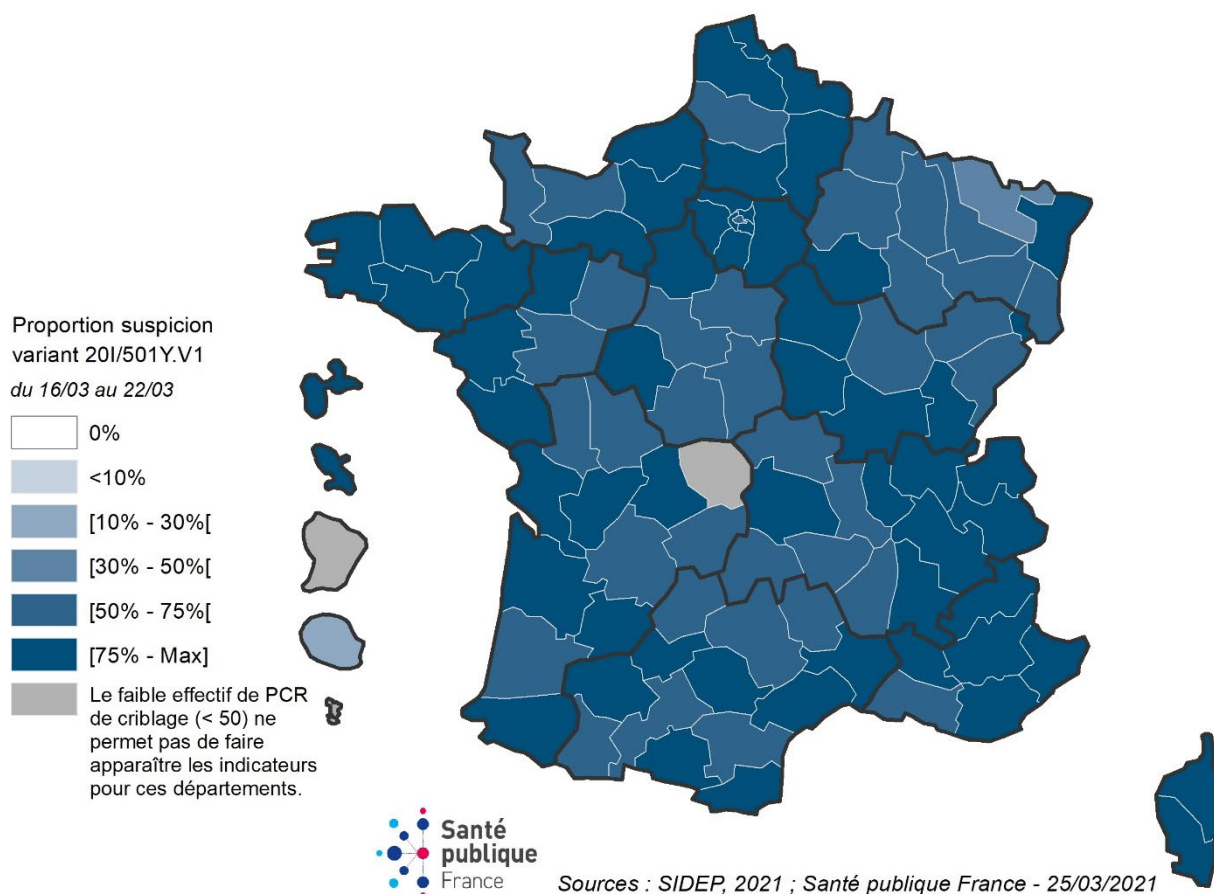 Proportion suspicion
variant 20I/501Y.V1
du 16/03 au 22/03
0%
<10%
[10% - 30%[
[30% - 50%[
[50% - 75%[
[75% - Max]
Le faible effectif de PCR
de criblage (< 50) ne
permet pas de faire
apparaître les indicateurs
pour ces départements.
Santé
publique
France
Sources : SIDEP, 2021 ; Santé publique France - 25/03/2021